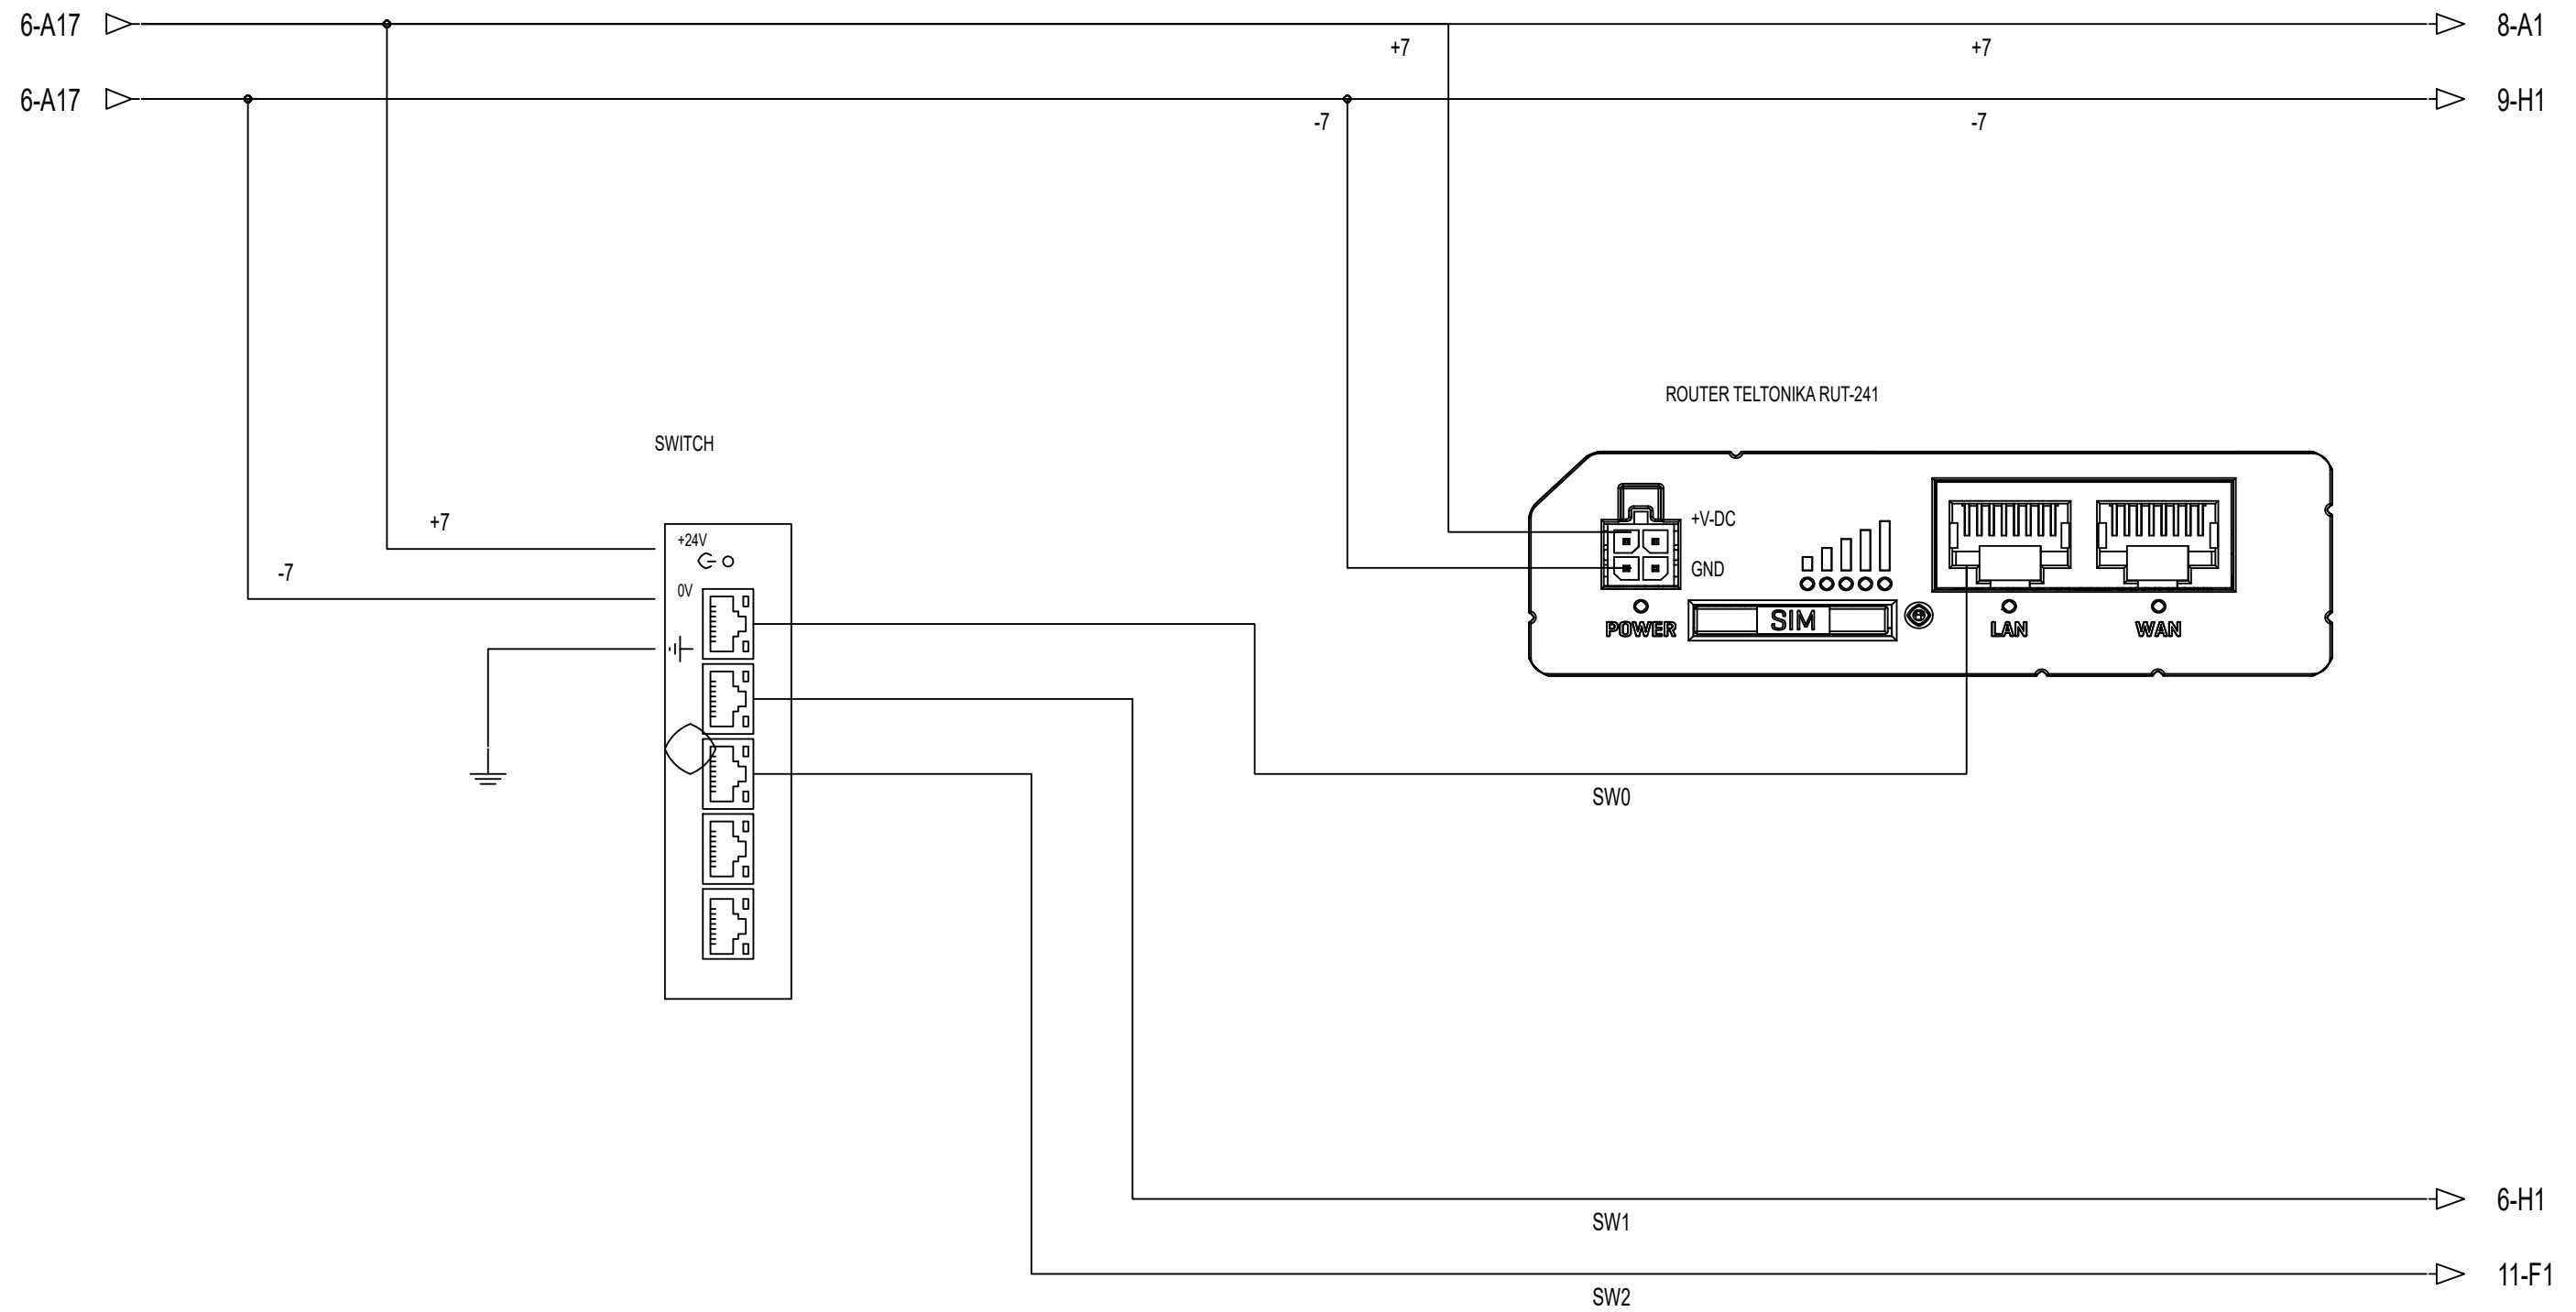 6-A17
8-A1
+7
+7
6-A17
9-H1
-7
-7
ROUTER TELTONIKA RUT-241
SWITCH
+7
+24V
-7
0V
+V-DC
GND
POWER
SIM
LAN
WAN
SW0
6-H1
SW1
11-F1
SW2